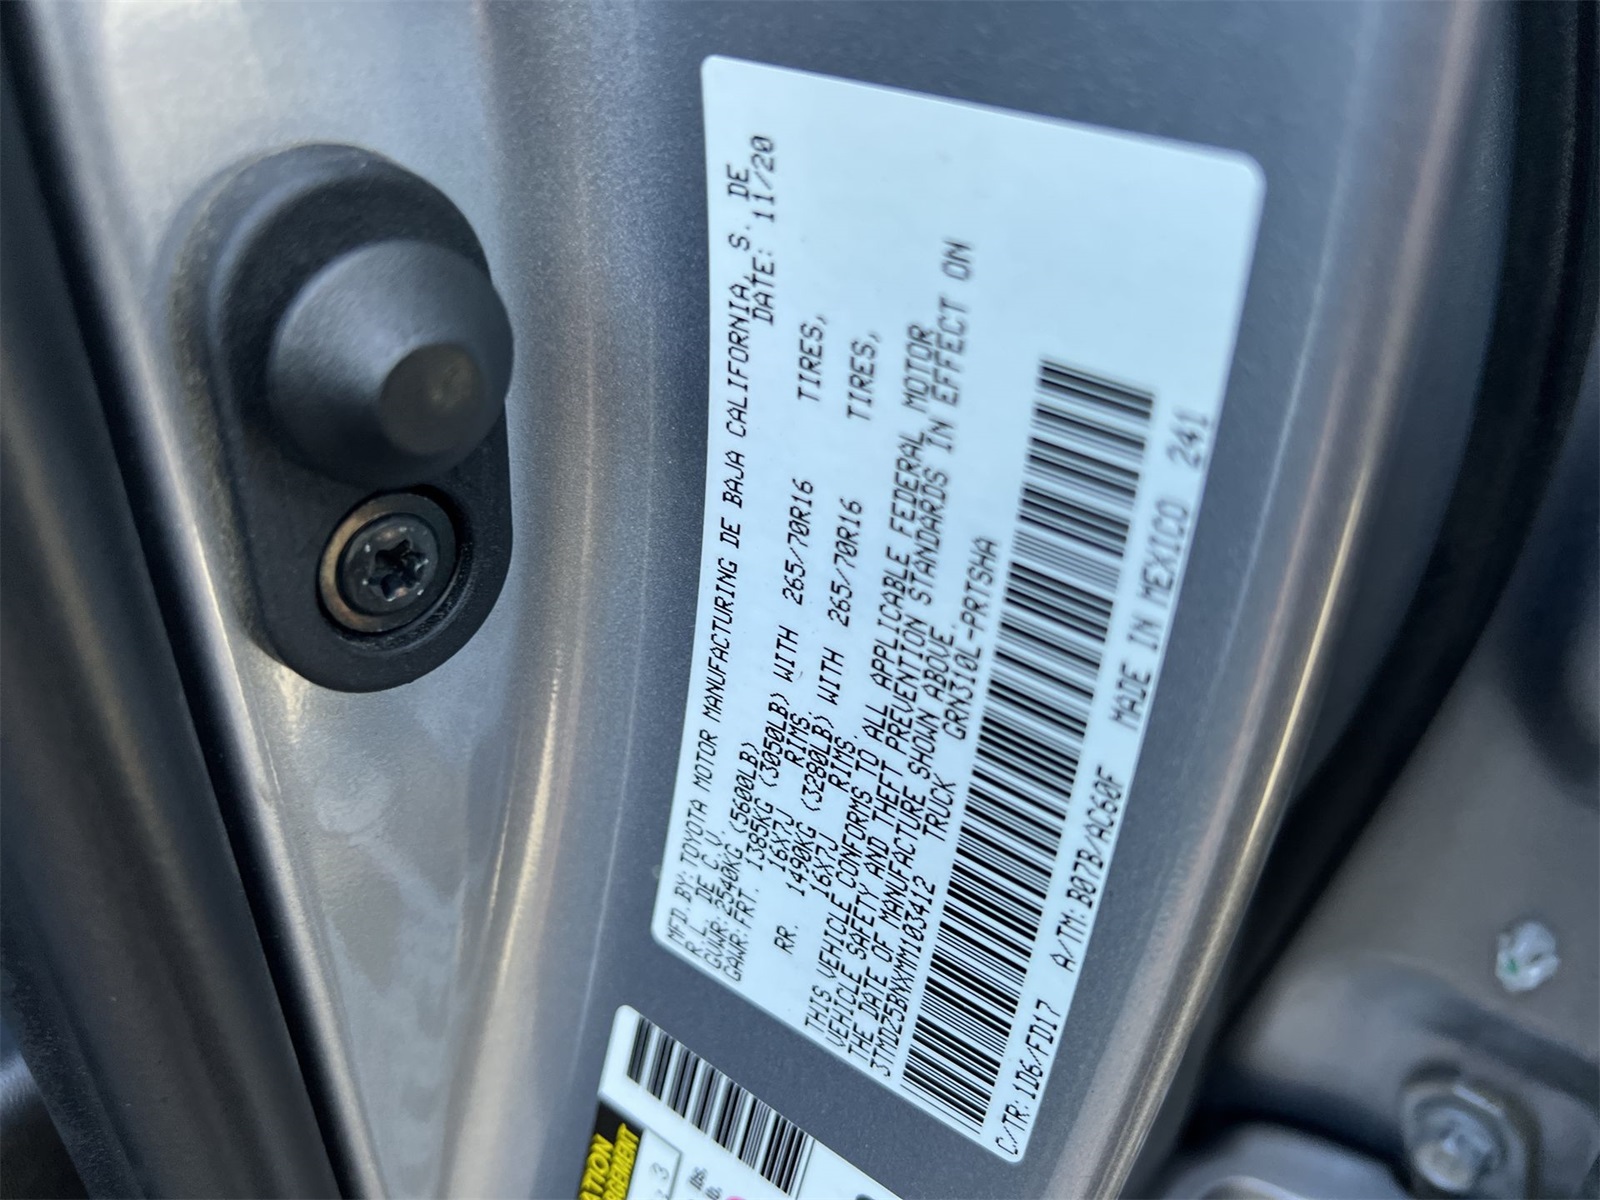 MFD. BY: TOYOTA MOTOR MANUFACTURING DE BAJA CALIFORNIA, S. DE
R.L. DE C.V. DATE: 11/20
GVWR: 2540KG (5600LB)
GAWR: FRT. 1385KG (3050LB) WITH 265/70R16 TIRES,
16X7J RIMS,
RR. 1490KG (3280LB) WITH 265/70R16 TIRES,
16X7J RIMS.
THIS VEHICLE CONFORMS TO ALL APPLICABLE FEDERAL MOTOR
VEHICLE SAFETY AND THEFT PREVENTION STANDARDS IN EFFECT ON
THE DATE OF MANUFACTURE SHOWN ABOVE.
3TMDZ5BNXMM103412 TRUCK GRN310L-PRTSHA
C/TR: 1D6/FD17 A/TM: B07B/AC60F MADE IN MEXICO 241
3
lbs.